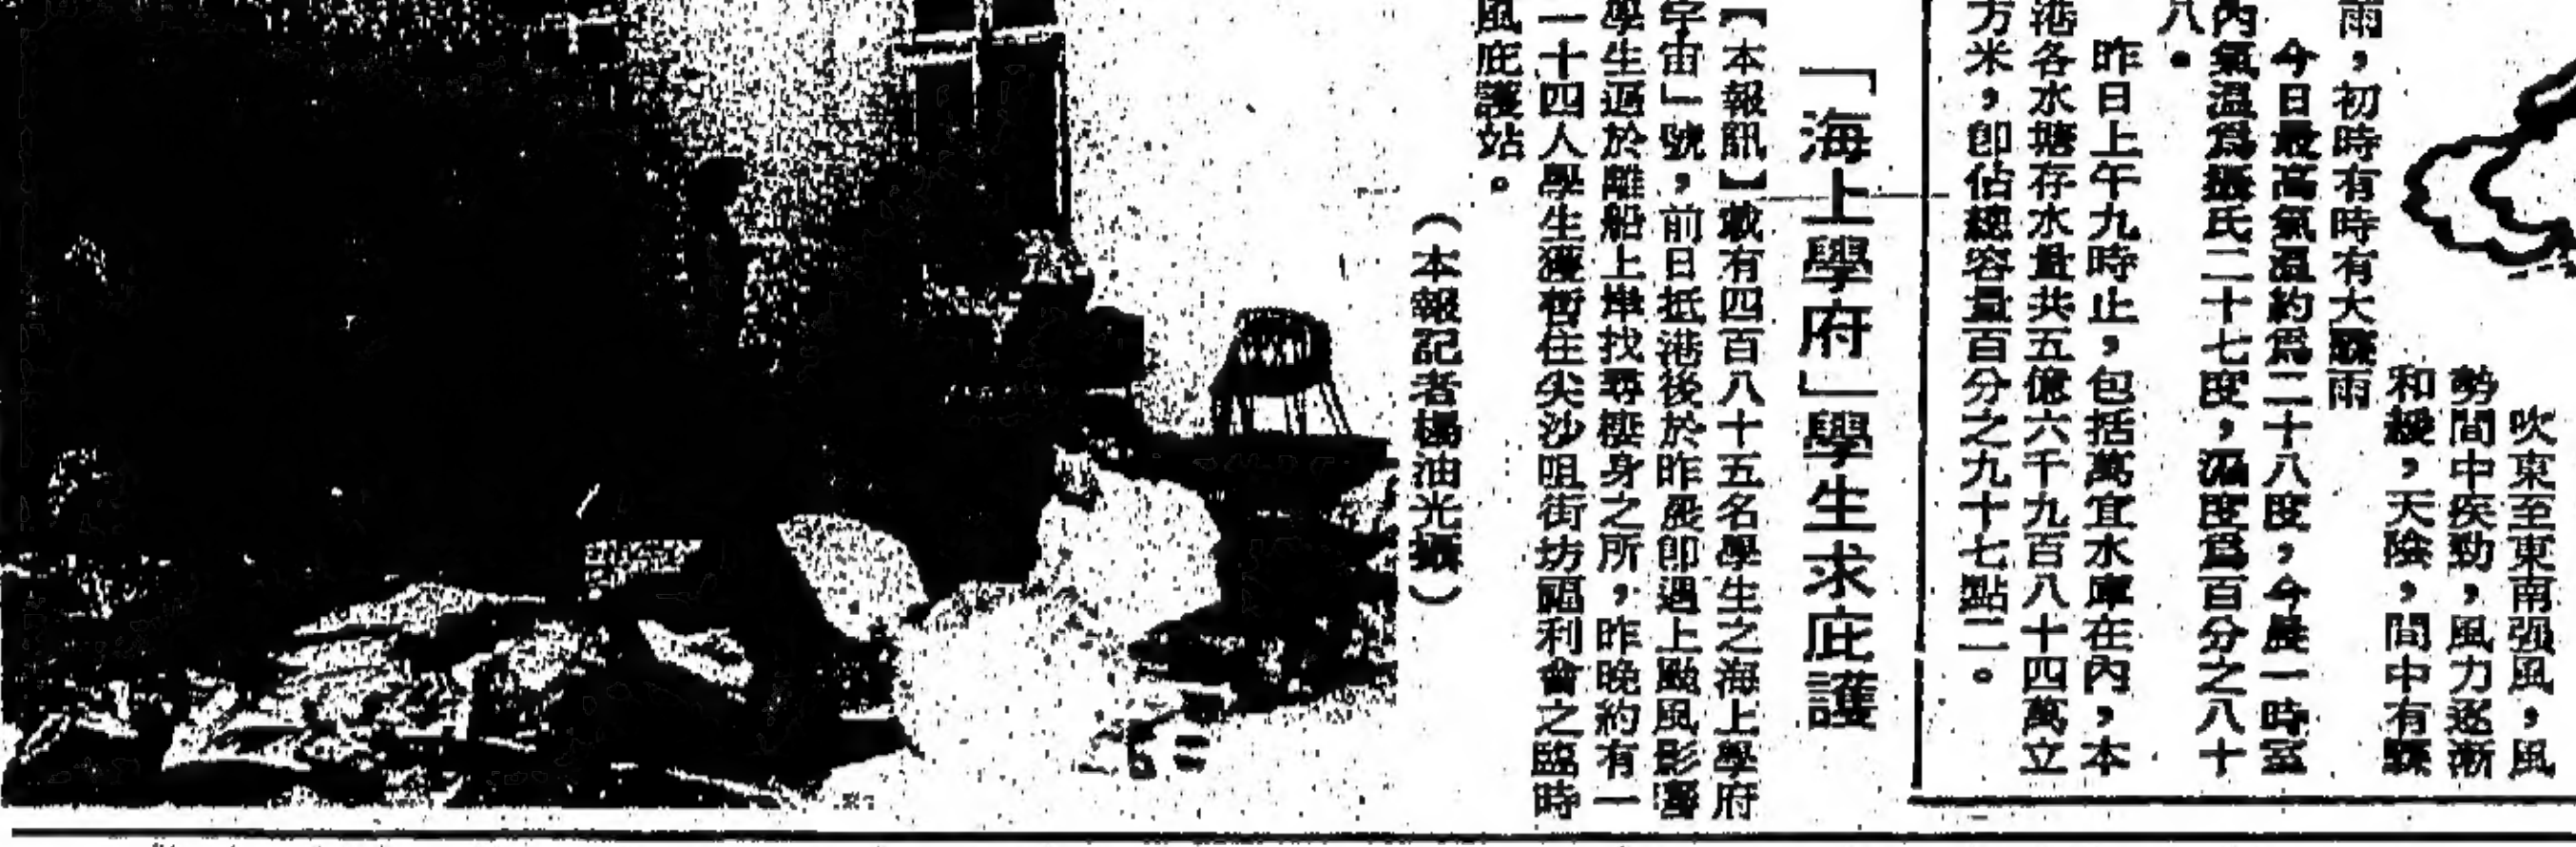 吹東至東南强風，風
勢間中疾勁，風力逐漸
和緩，天陰，間中有驟
雨，初時有時有大驟雨
今日最高氣溫約爲二十八度，今晨一時室
內氣溫爲攝氏二十七度，濕度爲百分之八十
八。
昨日上午九時止，包括萬宜水庫在內，本
港各水塘存水量共五億六千九百八十四萬立
方米，卽佔總容量百分之九十七點二。
「海上學府」學生求庇護
【本報訊】載有四百八十五名學生之海上學府
宇宙」號，前日抵港後於昨晨卽遇上颱風影響
學生逼於離船上岸找尋棲身之所，昨晚約有一
一十四人學生獲暫住尖沙咀街坊福利會之臨時
風庇護站。
（本報記者楊油光攝）